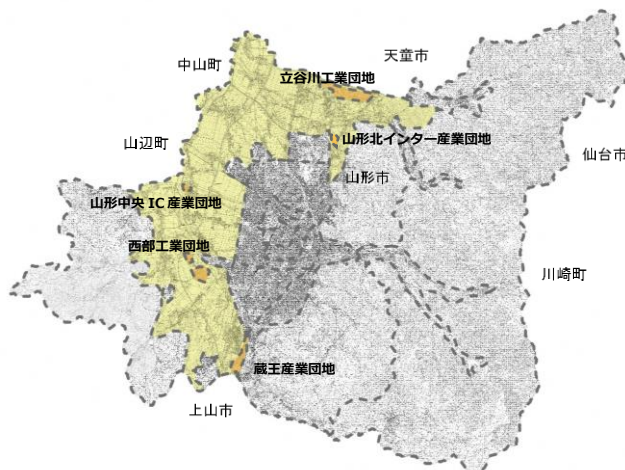 天童市
中山町
立谷川工業団地
山辺町
山形北インター産業団地
仙台市
山形市
山形中央IC産業団地
西部工業団地
川崎町
蔵王産業団地
上山市